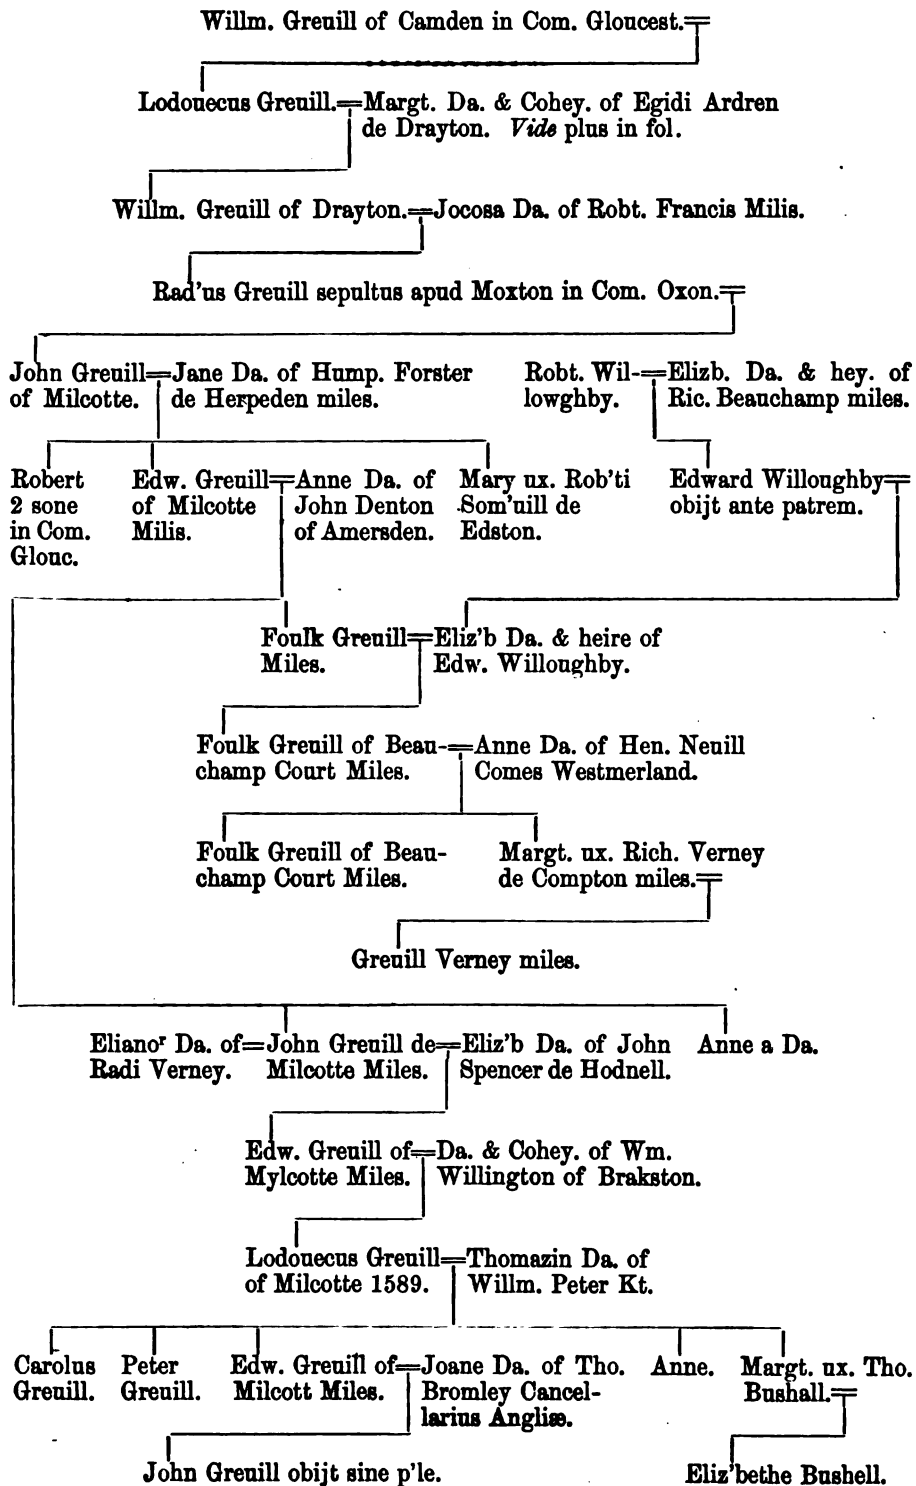 Willm. Greuill of Camden in Com. Gloucest.
Lodouecus Greuill. Margt. Da. & Cohey. of Egidi Ardren
de Drayton. Vide plus in fol.
Willm. Greuill of Drayton. Jocosa Da. of Robt. Francis Milis.
Rad'us Greuill sepultus apud Moxton in Com. Oxon.
John Greuill
of Milcotte.
Jane Da. of Hump. Forster
de Herpeden miles.
Robt. Wil-
lowghby.
Elizb. Da. & hey. of
Ric. Beauchamp miles.
Robert
2 sone
in Com.
Glouc.
Edw. Greuill
of Milcotte
Milis.
Anne Da. of
John Denton
of Amersden.
Mary ux. Rob'ti
Som'uill de
Edston.
Edward Willoughby
obijt ante patrem.
Foulk Greuill
Miles.
Eliz'b Da. & heire of
Edw. Willoughby.
Foulk Greuill of Beau-
champ Court Miles.
Anne Da. of Hen. Neuill
Comes Westmerland.
Foulk Greuill of Beau-
champ Court Miles.
Margt. ux. Rich. Verney
de Compton miles.
Greuill Verney miles.
Elianoʳ Da. of
Radi Verney.
John Greuill de
Milcotte Miles.
Eliz'b Da. of John
Spencer de Hodnell.
Anne a Da.
Edw. Greuill of
Mylcotte Miles.
Da. & Cohey. of Wm.
Willington of Brakston.
Lodouecus Greuill
of Milcotte 1589.
Thomazin Da. of
Willm. Peter Kt.
Carolus
Greuill.
Peter
Greuill.
Edw. Greuill of
Milcott Miles.
Joane Da. of Tho.
Bromley Cancel-
larius Angliæ.
Anne.
Margt. ux. Tho.
Bushall.
John Greuill obijt sine p'le.
Eliz'bethe Bushell.